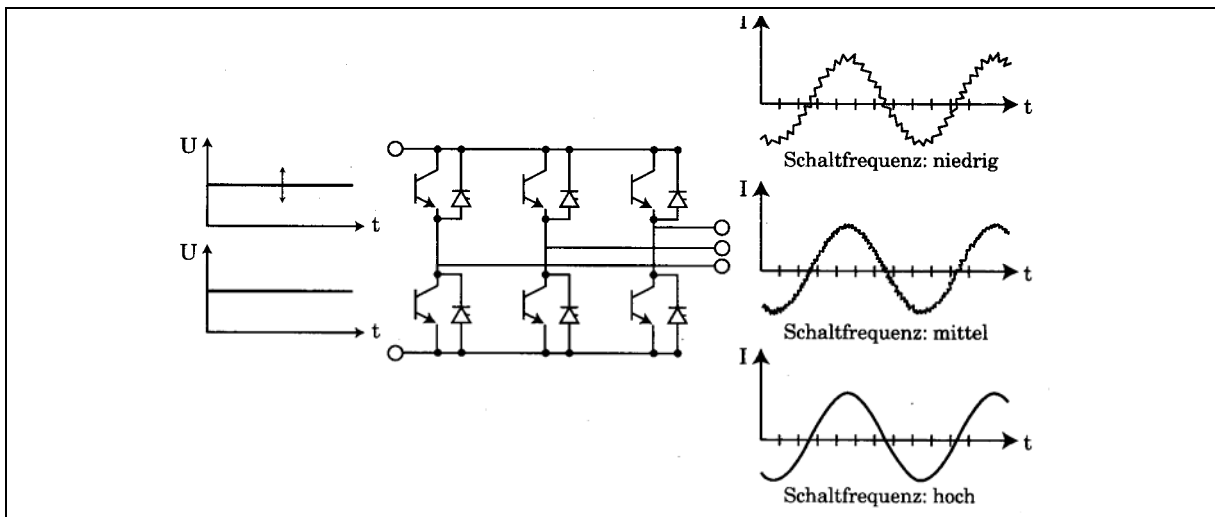 U
t
U
t
I
t
Schaltfrequenz: niedrig
I
t
Schaltfrequenz: mittel
I
t
Schaltfrequenz: hoch